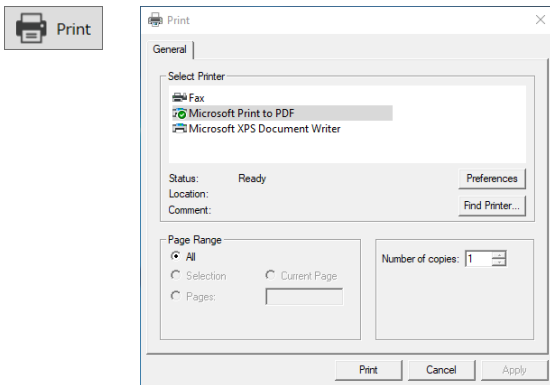 Print
Print
General
Select Printer
Fax
Microsoft Print to PDF
Microsoft XPS Document Writer
Status: Ready
Preferences
Location:
Comment:
Find Printer...
Page Range
All
Number of copies: 1
Selection
Current Page
Pages:
Print
Cancel
Apply